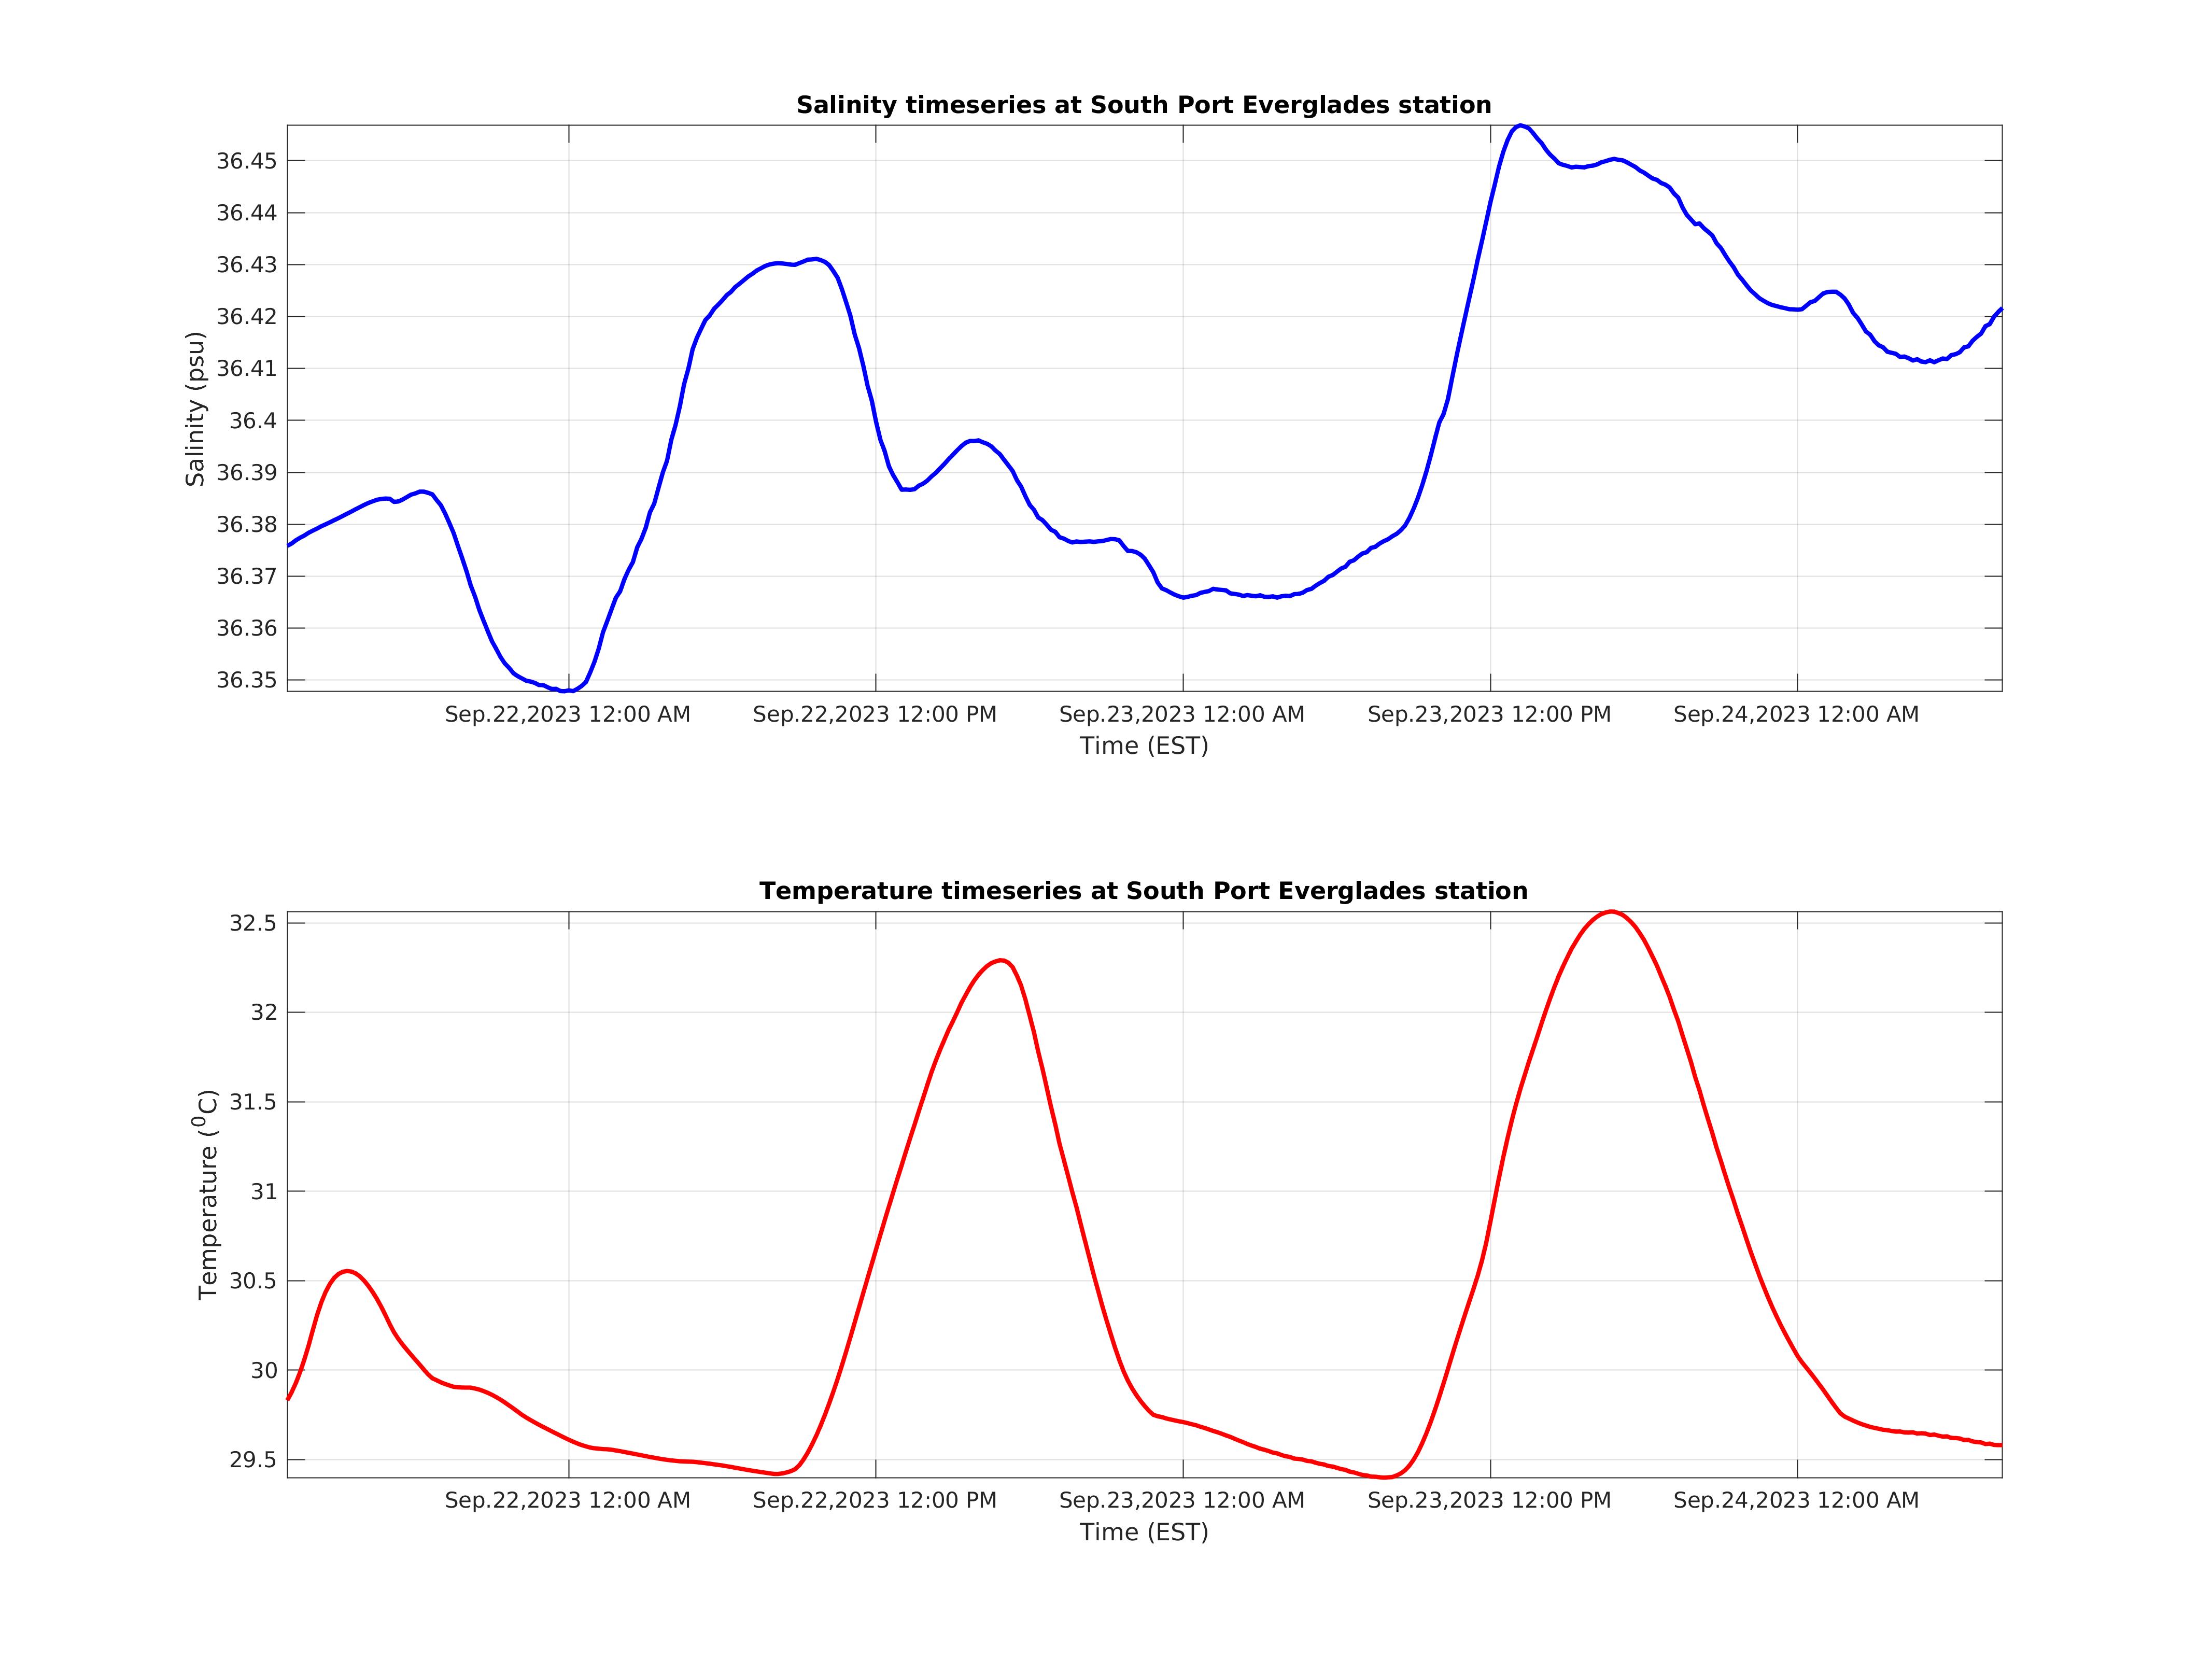 Salinity timeseries at South Port Everglades station
Salinity (psu)
36.45
36.44
36.43
36.42
36.41
36.4
36.39
36.38
36.37
36.36
36.35
Sep.22,2023 12:00 AM
Sep.22,2023 12:00 PM
Sep.23,2023 12:00 AM
Sep.23,2023 12:00 PM
Sep.24,2023 12:00 AM
Time (EST)
Temperature timeseries at South Port Everglades station
Temperature (⁰C)
32.5
32
31.5
31
30.5
30
29.5
Sep.22,2023 12:00 AM
Sep.22,2023 12:00 PM
Sep.23,2023 12:00 AM
Sep.23,2023 12:00 PM
Sep.24,2023 12:00 AM
Time (EST)